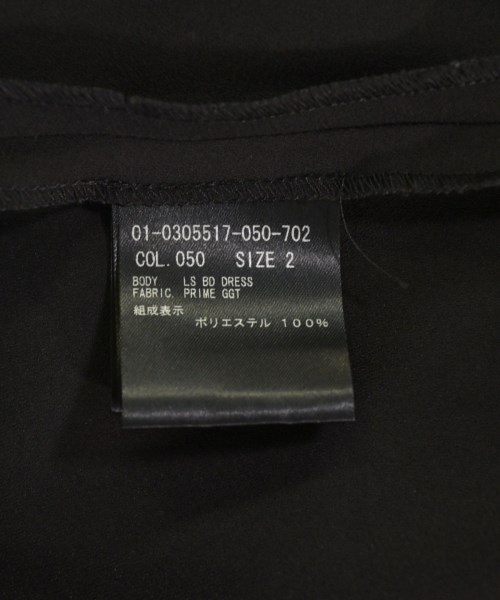 01-0305517-050-702
COL.050 SIZE 2
BODY LS BD DRESS
FABRIC. PRIME GGT
組成表示
ポリエステル 100%